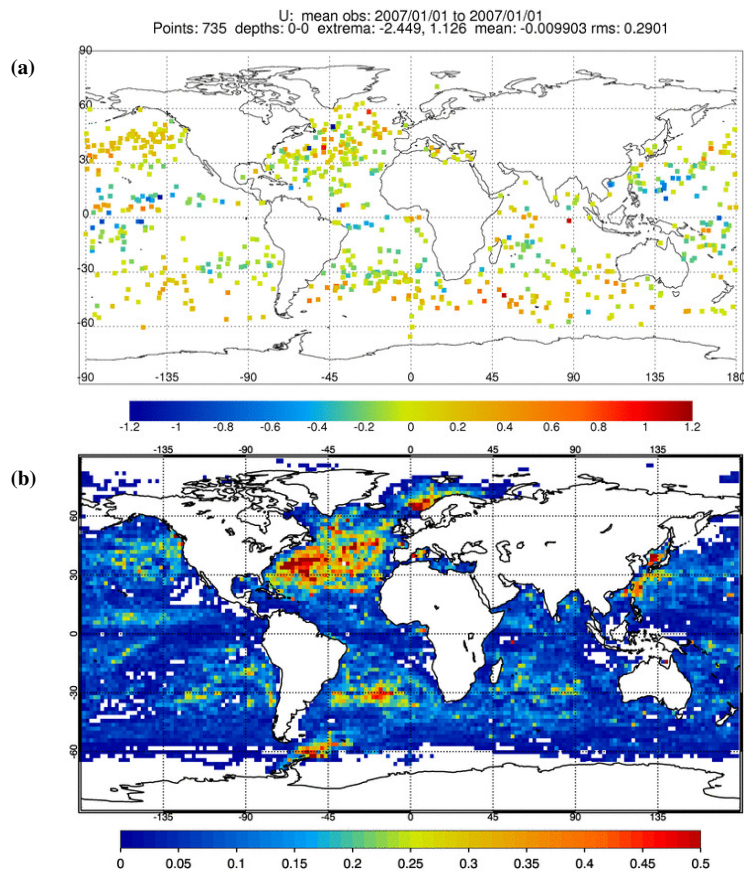 U: mean obs: 2007/01/01 to 2007/01/01
Points: 735 depths: 0-0 extrema: -2.449, 1.126 mean: -0.009903 rms: 0.2901
(a)
90
60
30
0
-30
-60
-90 -135 -90 -45 0 45 90 135 180
-1.2 -1 -0.8 -0.6 -0.4 -0.2 0 0.2 0.4 0.6 0.8 1 1.2
(b)
-135 -90 -45 0 45 90 135
60 60
30 30
0 0
-30 -30
-60 -60
-135 -90 -45 0 45 90 135
0 0.05 0.1 0.15 0.2 0.25 0.3 0.35 0.4 0.45 0.5